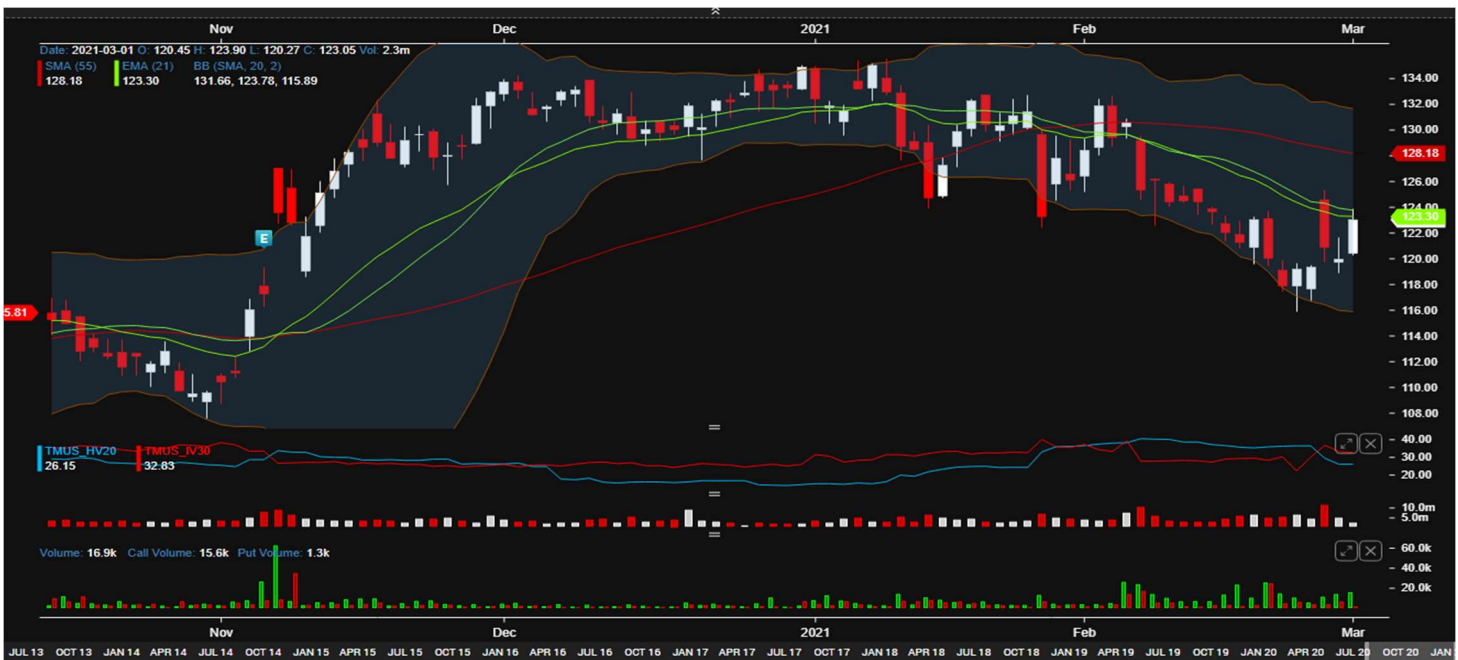 Nov Dec 2021 Feb Mar
Date: 2021-03-01 O: 120.45 H: 123.90 L: 120.27 C: 123.05 Vol: 2.3m
SMA (55) EMA (21) BB (SMA, 20, 2)
128.18 123.30 131.66, 123.78, 115.89
134.00
132.00
130.00
128.18
126.00
124.00
123.30
122.00
E
120.00
118.00
116.00
5.81
114.00
112.00
110.00
108.00
40.00
TMUS_HV20 TMUS_IV30
26.15 32.83
30.00
20.00
10.0m
5.0m
Volume: 16.9k Call Volume: 15.6k Put Volume: 1.3k
60.0k
40.0k
20.0k
Nov Dec 2021 Feb Mar
JUL 13 OCT 13 JAN 14 APR 14 JUL 14 OCT 14 JAN 15 APR 15 JUL 15 OCT 15 JAN 16 APR 16 JUL 16 OCT 16 JAN 17 APR 17 JUL 17 OCT 17 JAN 18 APR 18 JUL 18 OCT 18 JAN 19 APR 19 JUL 19 OCT 19 JAN 20 APR 20 JUL 20 OCT 20 JAN